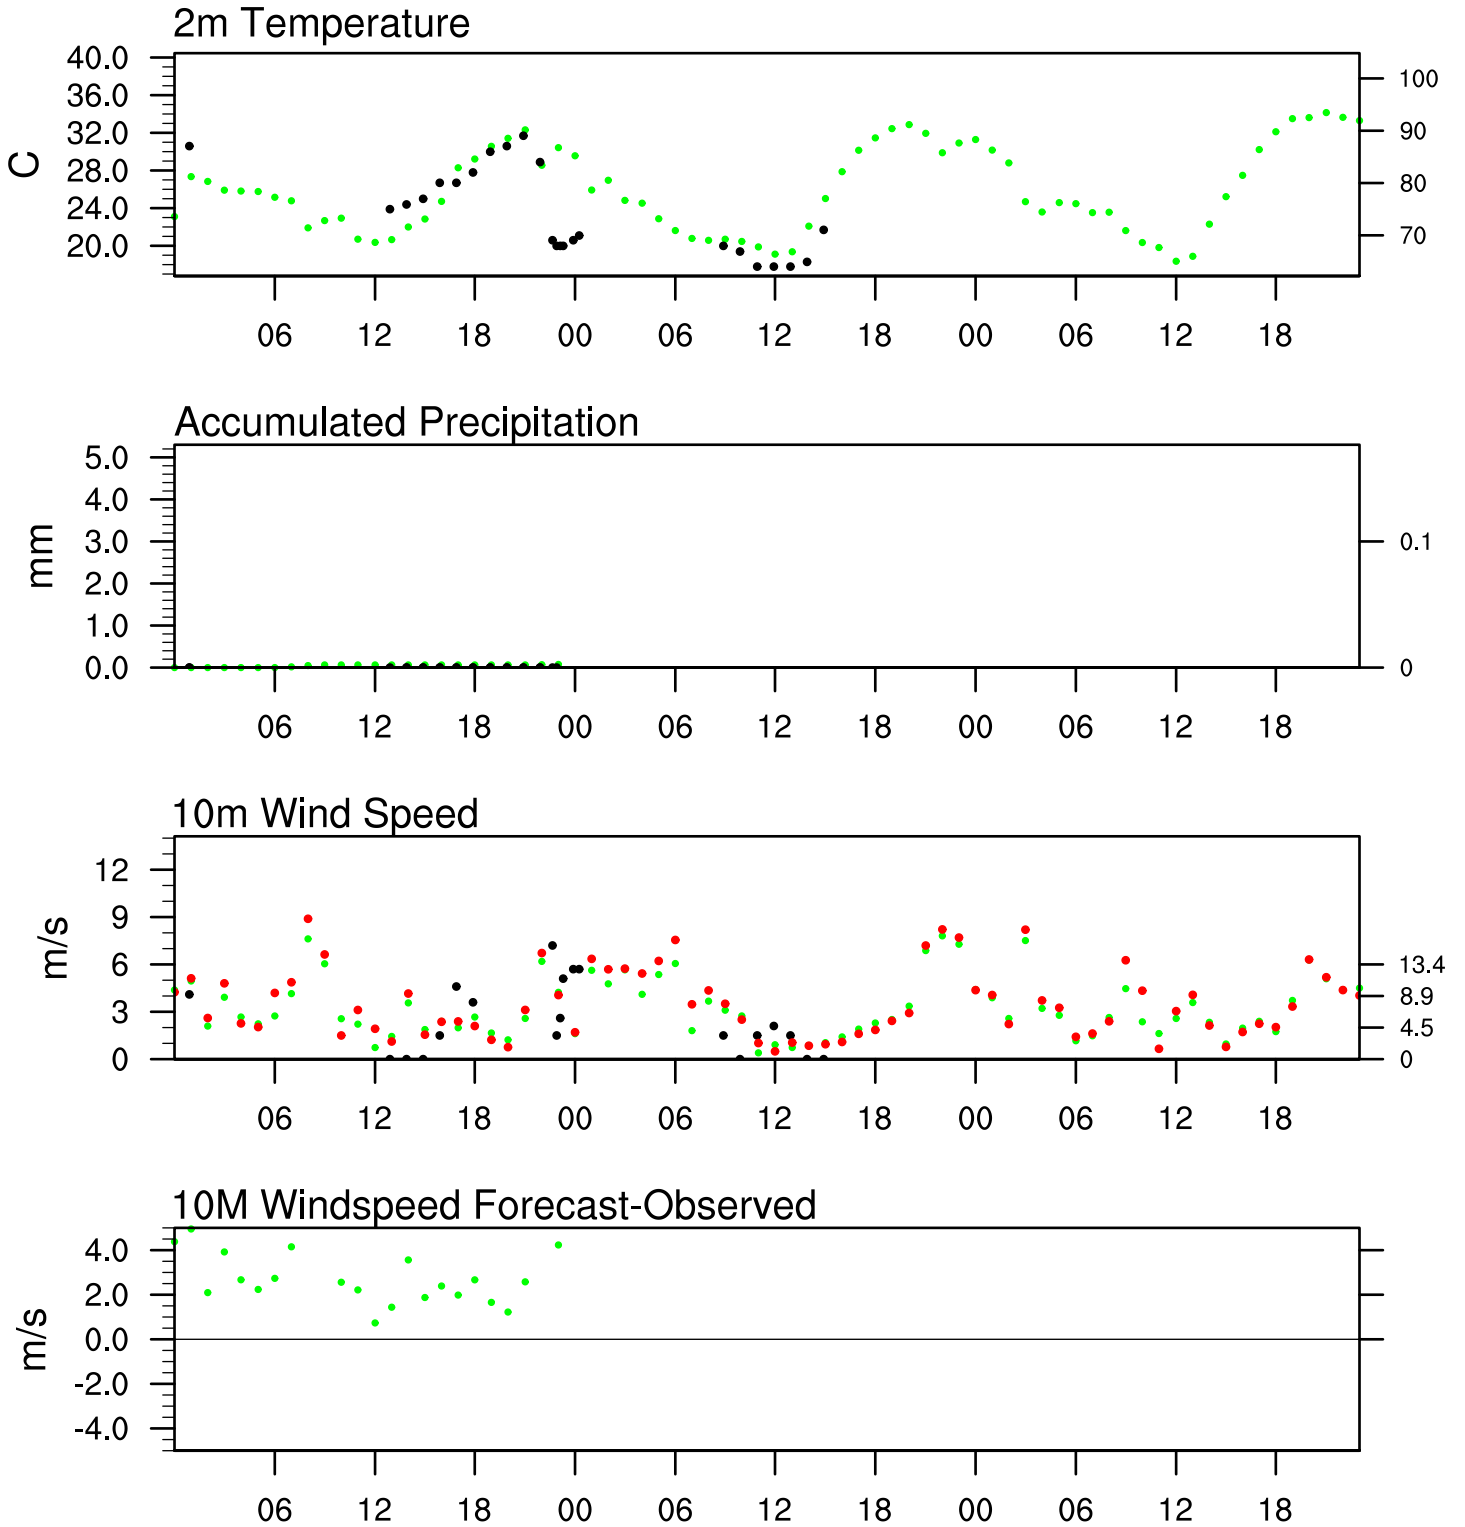 2m Temperature
40.0
36.0
32.0
28.0
24.0
20.0
C
100
90
80
70
06 12 18 00 06 12 18 00 06 12 18
Accumulated Precipitation
5.0
4.0
3.0
2.0
1.0
0.0
mm
0.1
0
06 12 18 00 06 12 18 00 06 12 18
10m Wind Speed
12
9
6
3
0
m/s
13.4
8.9
4.5
0
06 12 18 00 06 12 18 00 06 12 18
10M Windspeed Forecast-Observed
4.0
2.0
0.0
-2.0
-4.0
m/s
06 12 18 00 06 12 18 00 06 12 18